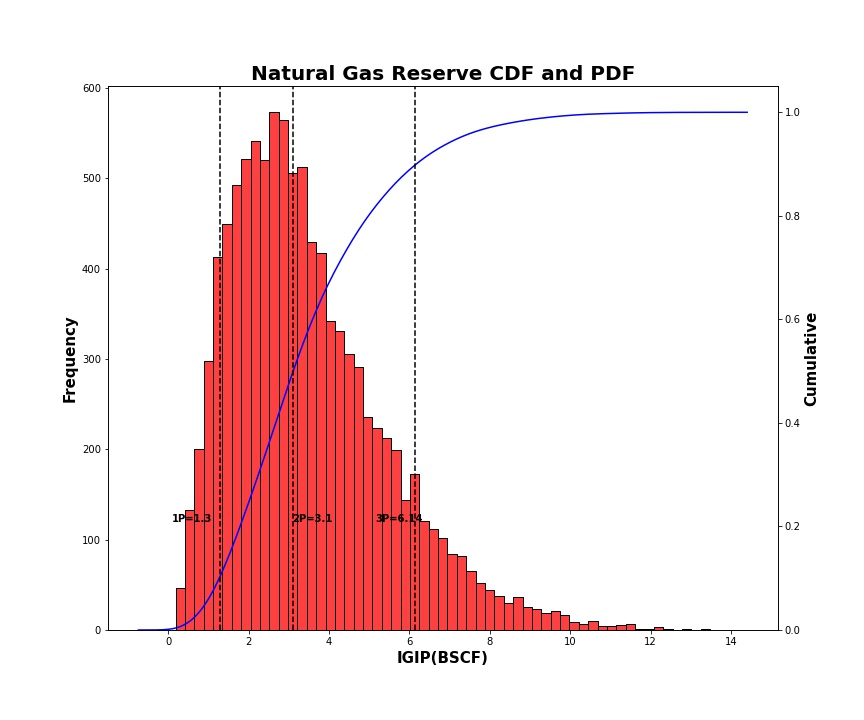 Natural Gas Reserve CDF and PDF
600
500
400
300
200
100
0
Frequency
1P=1.3
2P=3.1
3P=6.14
1.0
0.8
0.6
0.4
0.2
0.0
Cumulative
0 2 4 6 8 10 12 14
IGIP(BSCF)